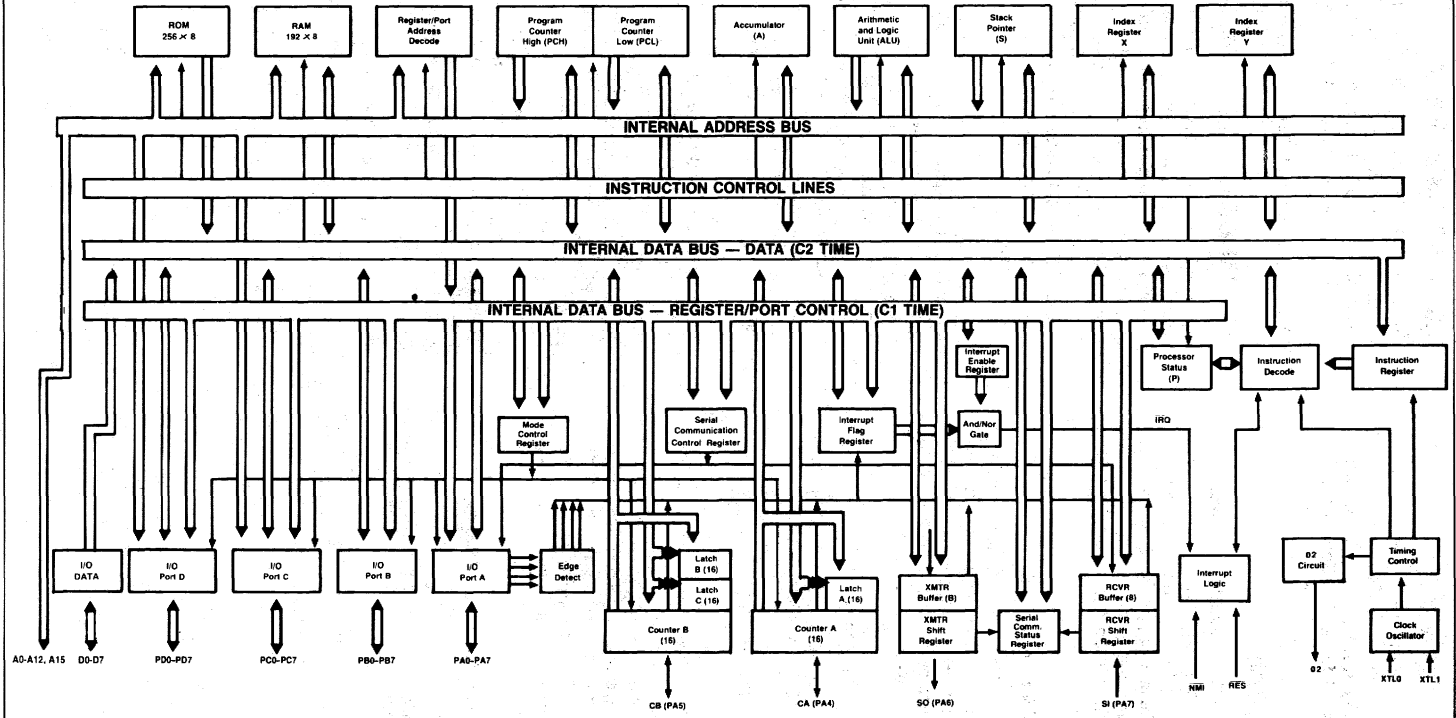 ROM
256 × 8
RAM
192 × 8
Register/Port
Address
Decode
Program
Counter
High (PCH)
Program
Counter
Low (PCL)
Accumulator
(A)
Arithmetic
and Logic
Unit (ALU)
Stack
Pointer
(S)
Index
Register
X
Index
Register
Y
INTERNAL ADDRESS BUS
INSTRUCTION CONTROL LINES
INTERNAL DATA BUS — DATA (C2 TIME)
INTERNAL DATA BUS — REGISTER/PORT CONTROL (C1 TIME)
Interrupt
Enable
Register
Processor
Status
(P)
Instruction
Decode
Instruction
Register
Mode
Control
Register
Serial
Communication
Control Register
Interrupt
Flag
Register
And/Nor
Gate
IRQ
I/O
DATA
I/O
Port D
I/O
Port C
I/O
Port B
I/O
Port A
Edge
Detect
Latch
B (16)
Latch
C (16)
Counter B
(16)
Latch
A (16)
Counter A
(16)
XMTR
Buffer (B)
XMTR
Shift
Register
Serial
Comm.
Status
Register
RCVR
Buffer (8)
RCVR
Shift
Register
Interrupt
Logic
02
Circuit
Timing
Control
Clock
Oscillator
A0-A12, A15
D0-D7
PD0-PD7
PC0-PC7
PB0-PB7
PA0-PA7
CB (PA5)
CA (PA4)
SO (PA6)
SI (PA7)
NMI
RES
02
XTL0
XTL1